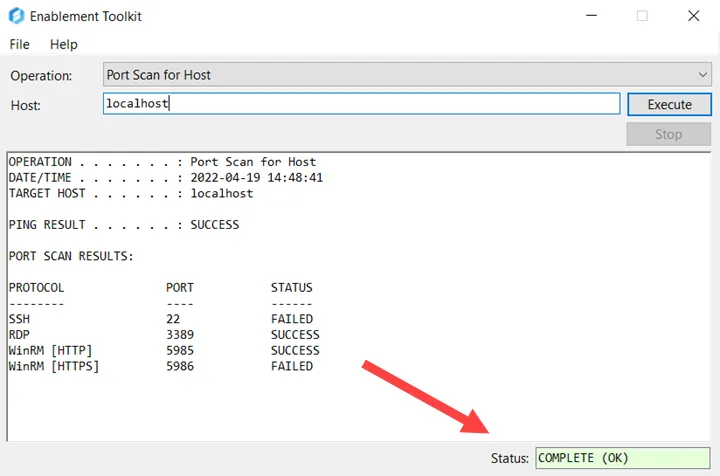 Enablement Toolkit
File Help
Operation: Port Scan for Host
Host: localhost Execute
Stop
OPERATION . . . . . . . : Port Scan for Host
DATE/TIME . . . . . . . : 2022-04-19 14:48:41
TARGET HOST . . . . . . : localhost
PING RESULT . . . . . . : SUCCESS
PORT SCAN RESULTS:
PROTOCOL PORT STATUS
-------- ---- ------
SSH 22 FAILED
RDP 3389 SUCCESS
WinRM [HTTP] 5985 SUCCESS
WinRM [HTTPS] 5986 FAILED
Status: COMPLETE (OK)